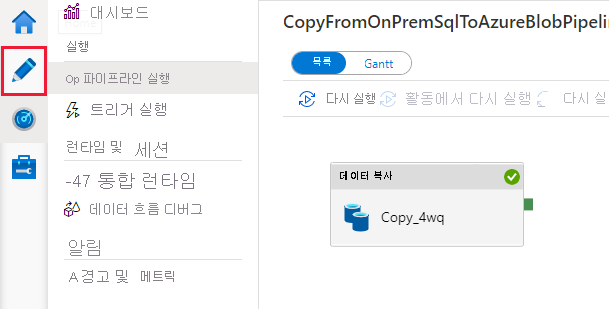 대시보드
실행
Op 파이프라인 실행
트리거 실행
런타임 및 세션
-47 통합 런타임
데이터 흐름 디버그
알림
A 경고 및 메트릭
CopyFromOnPremSqlToAzureBlobPipelin
목록 Gantt
다시 실행 활동에서 다시 실행 다시 실
데이터 복사
Copy_4wq